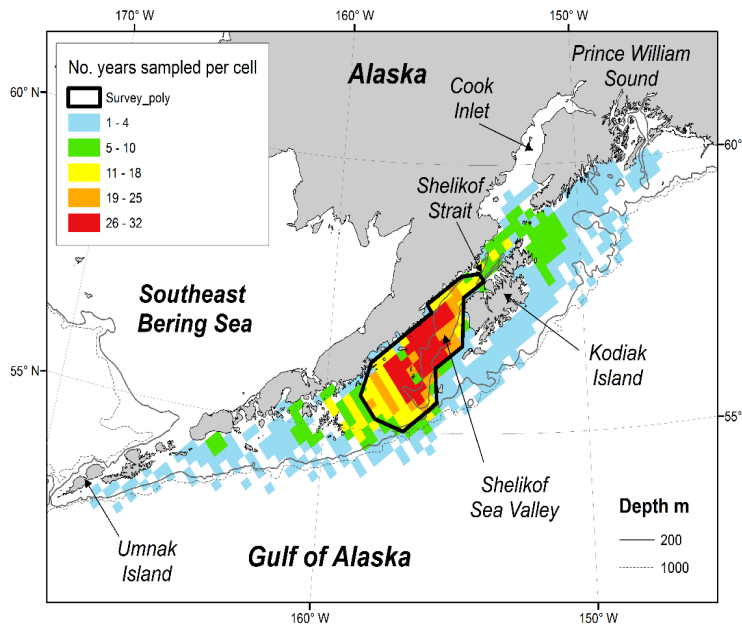 170° W
160° W
150° W
No. years sampled per cell
Survey_poly
1 - 4
5 - 10
11 - 18
19 - 25
26 - 32
Alaska
Cook
Inlet
Prince William
Sound
60° N
60° N
Shelikof
Strait
Southeast
Bering Sea
Kodiak
Island
55° N
55° N
Shelikof
Sea Valley
Umnak
Island
Gulf of Alaska
Depth m
200
1000
160° W
150° W